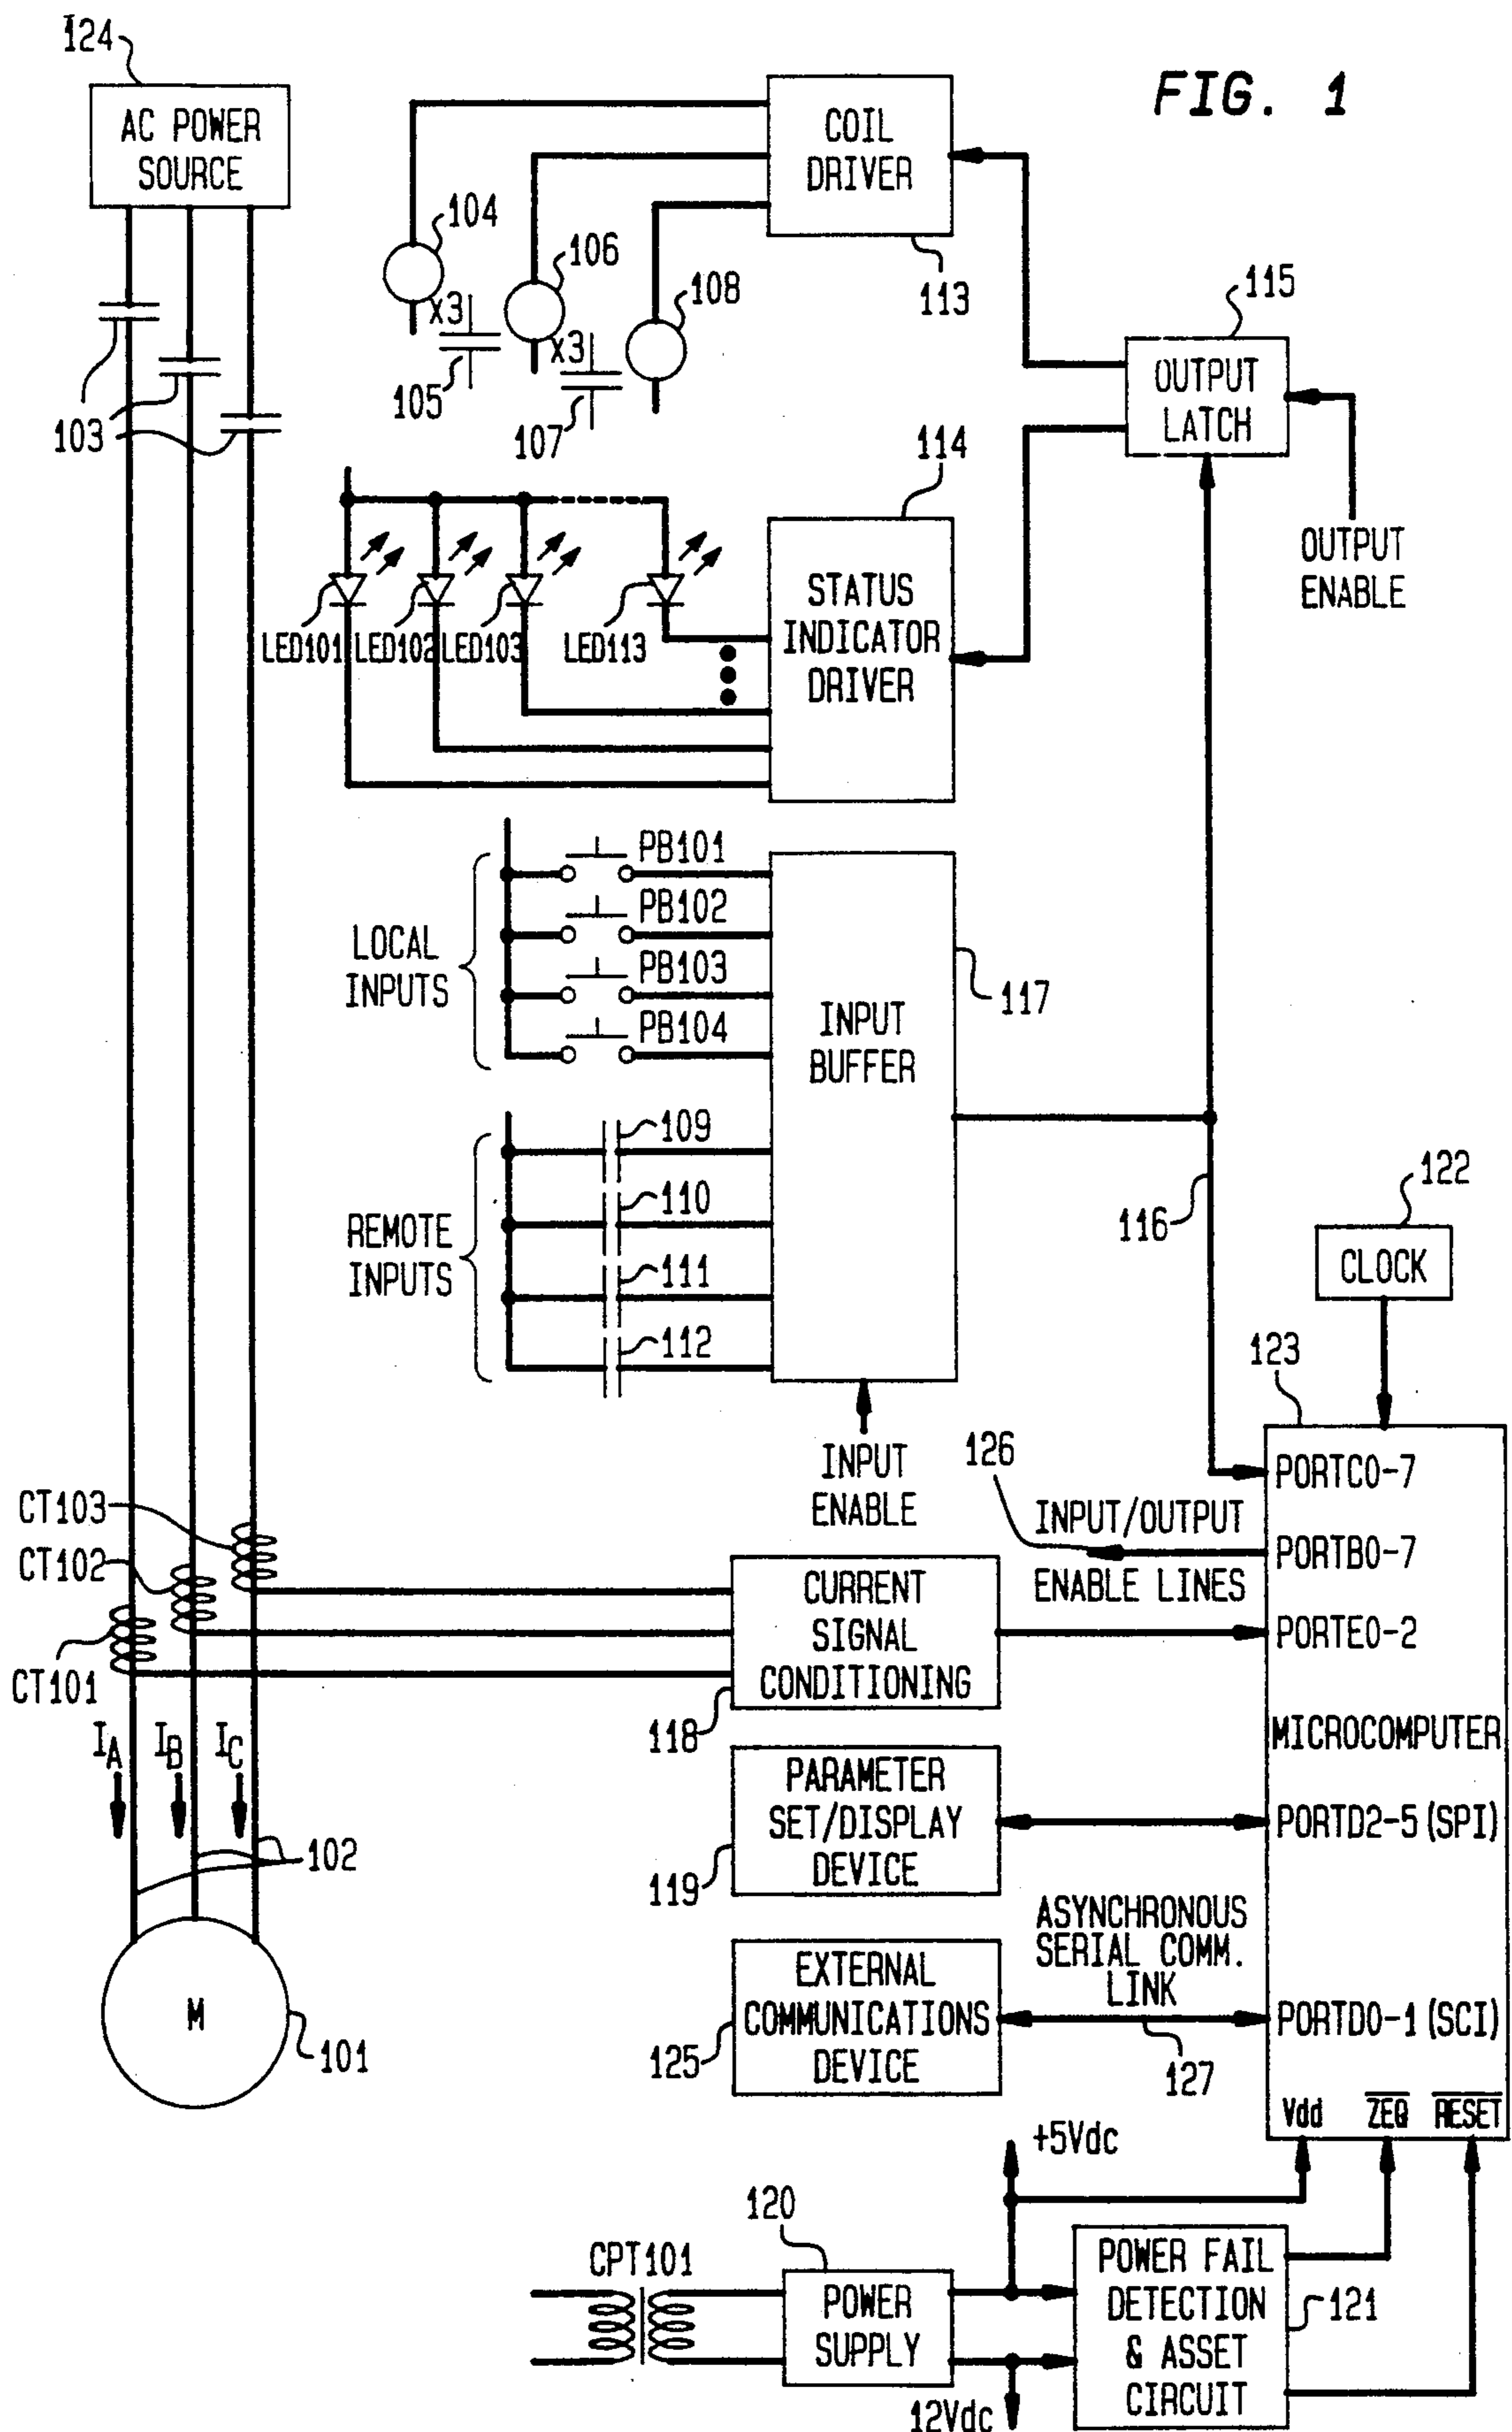 FIG. 1
124
AC POWER
SOURCE
COIL
DRIVER
113
104
X3
105
106
X3
107
108
103
115
OUTPUT
LATCH
OUTPUT
ENABLE
114
STATUS
INDICATOR
DRIVER
LED101
LED102
LED103
LED113
LOCAL
INPUTS
PB101
PB102
PB103
PB104
INPUT
BUFFER
117
REMOTE
INPUTS
109
110
111
112
INPUT
ENABLE
116
122
CLOCK
123
PORTC0-7
126
INPUT/OUTPUT
ENABLE LINES
PORTB0-7
PORTE0-2
MICROCOMPUTER
PORTD2-5 (SPI)
PORTD0-1 (SCI)
Vdd
ZEQ
RESET
CT103
CT102
CT101
CURRENT
SIGNAL
CONDITIONING
118
IA
IB
IC
102
M
101
PARAMETER
SET/DISPLAY
DEVICE
119
ASYNCHRONOUS
SERIAL COMM.
LINK
127
EXTERNAL
COMMUNICATIONS
DEVICE
125
+5Vdc
CPT101
120
POWER
SUPPLY
12Vdc
POWER FAIL
DETECTION
& ASSET
CIRCUIT
121